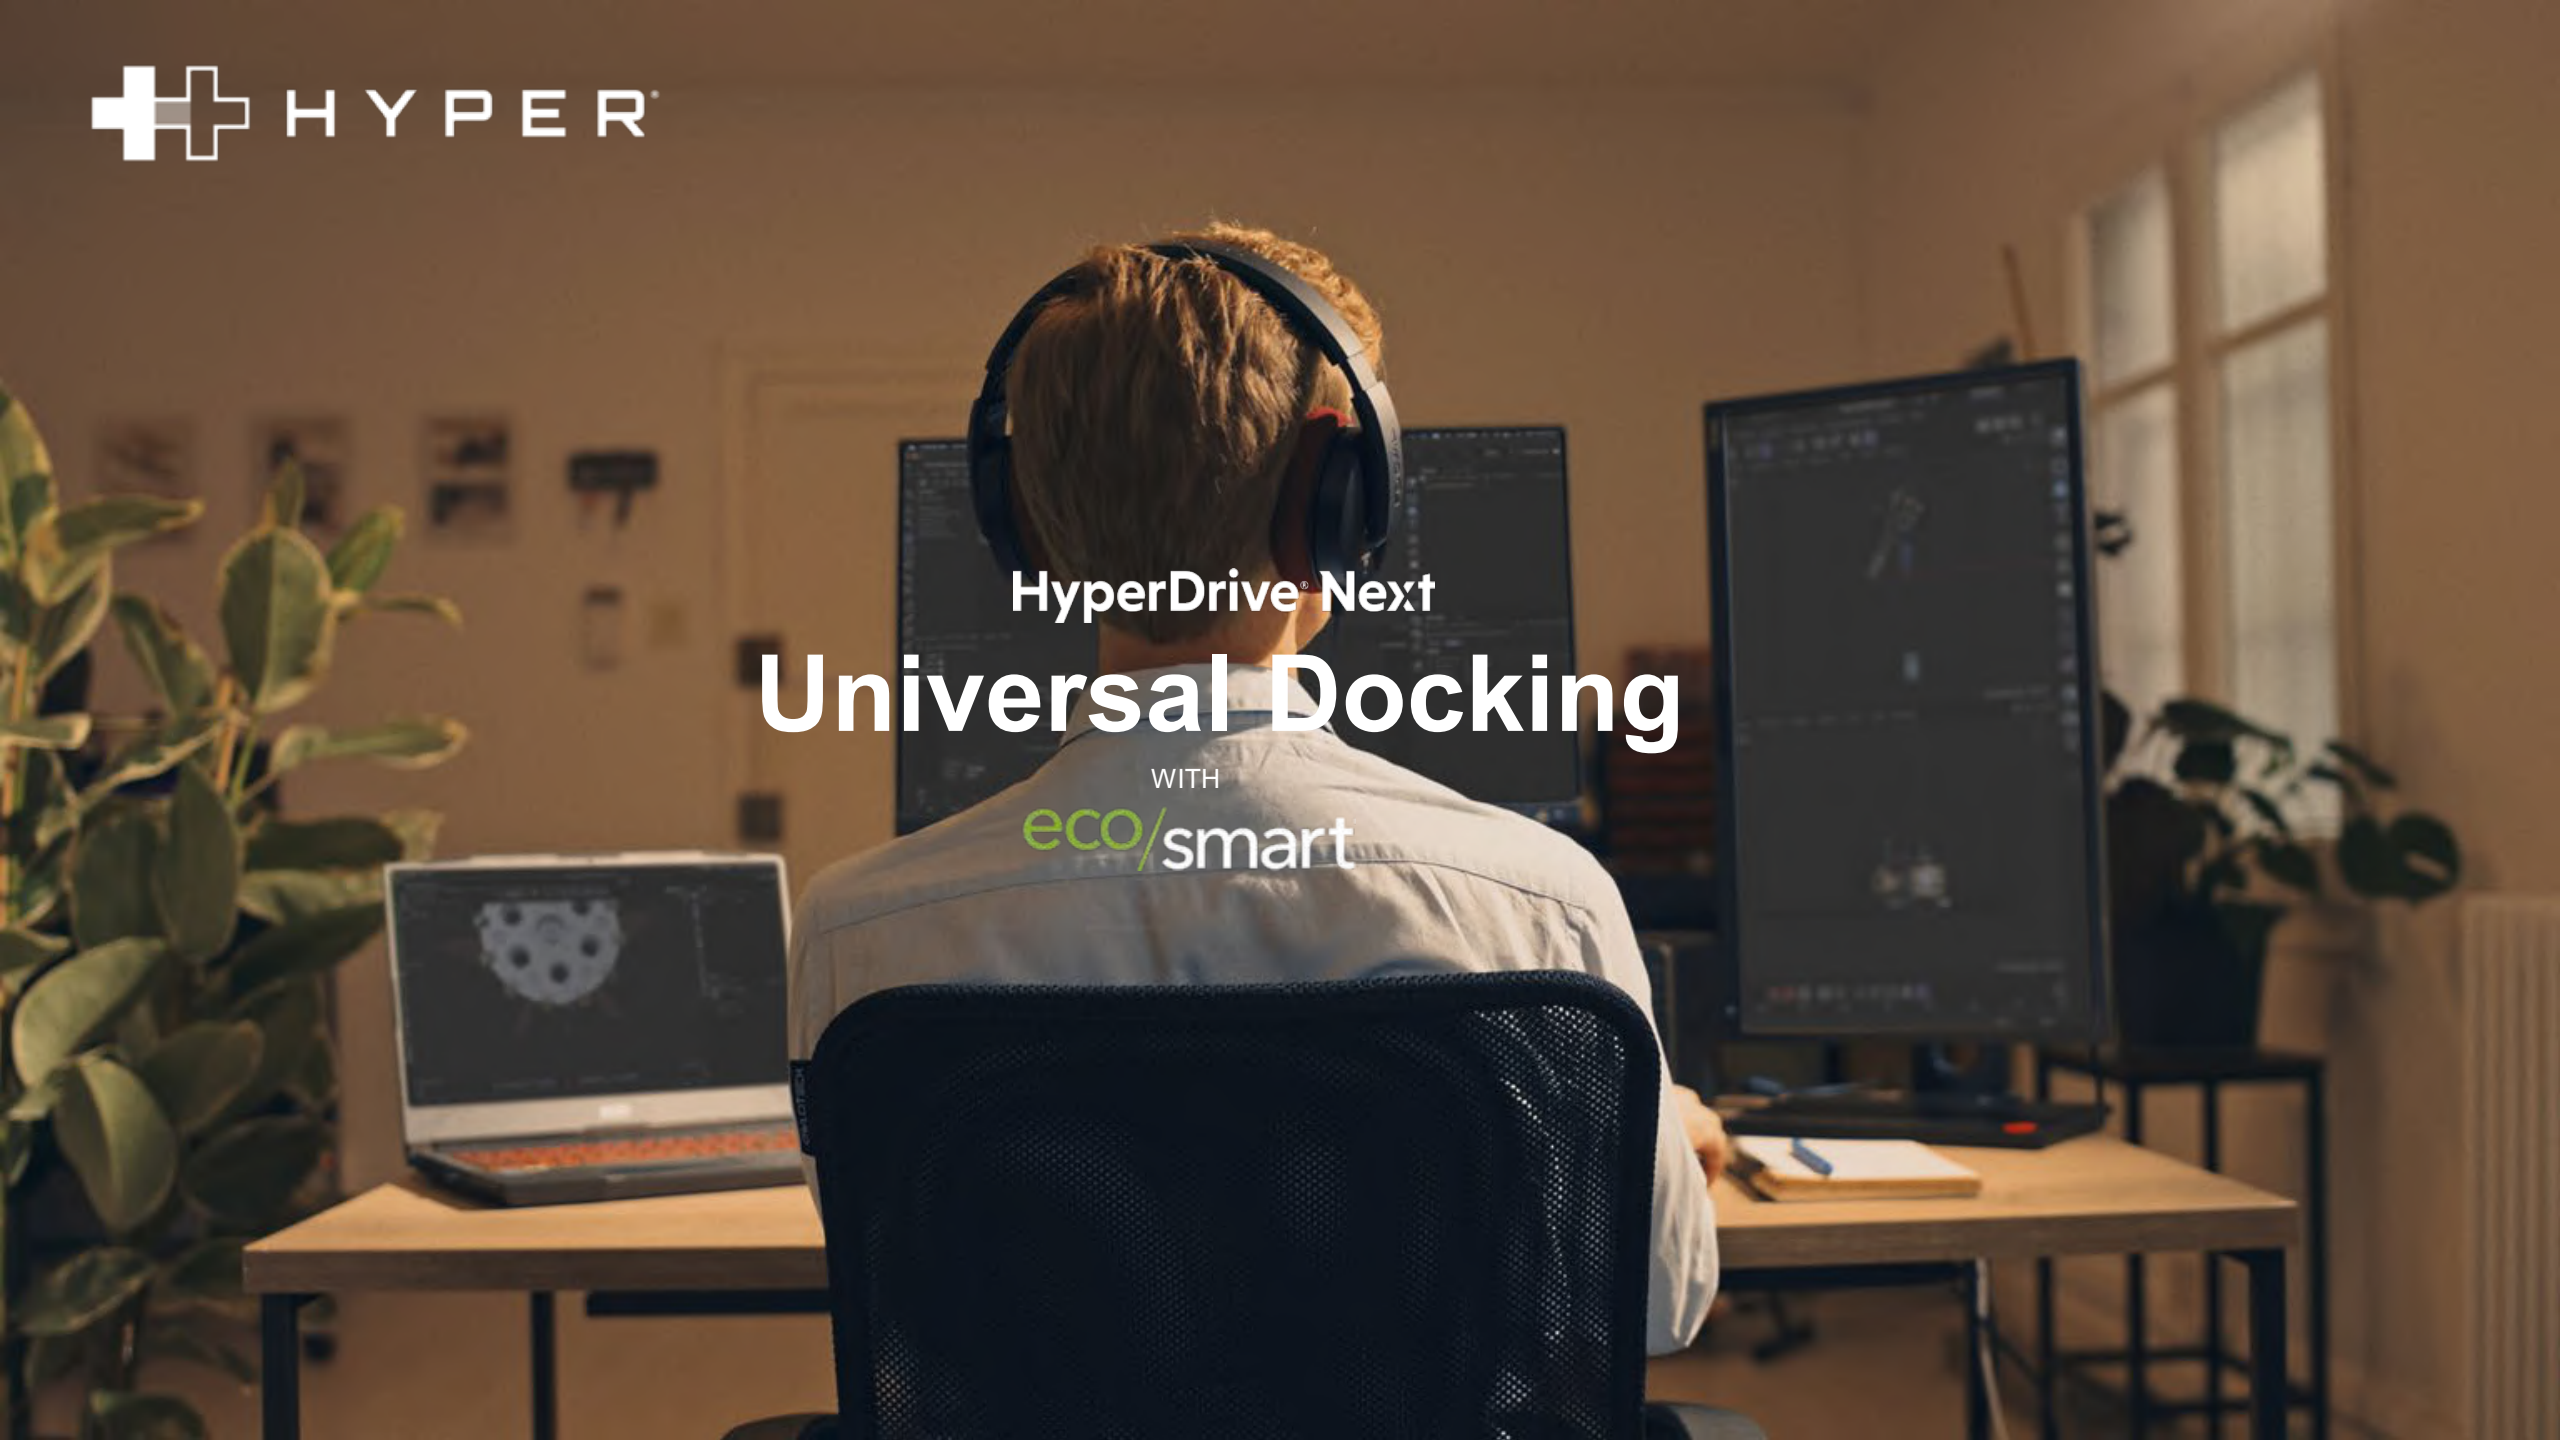 HYPER®
HyperDrive® Next
Universal Docking
WITH
eco/smart